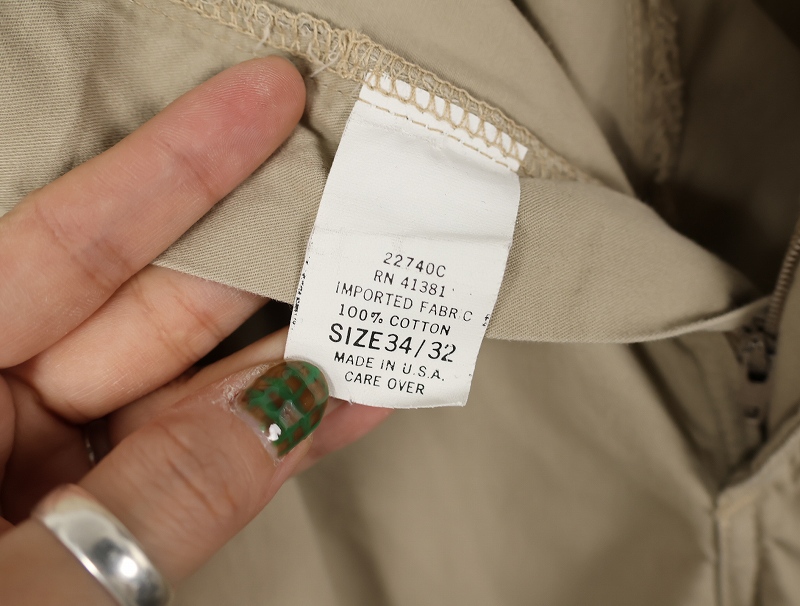 22740C
RN 41381
IMPORTED FABRIC
100% COTTON
SIZE 34/32
MADE IN U.S.A.
CARE OVER